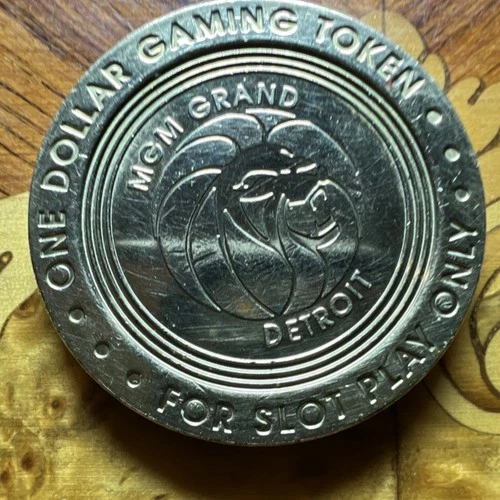 ONE DOLLAR GAMING TOKEN
MGM GRAND
DETROIT
FOR SLOT PLAY ONLY